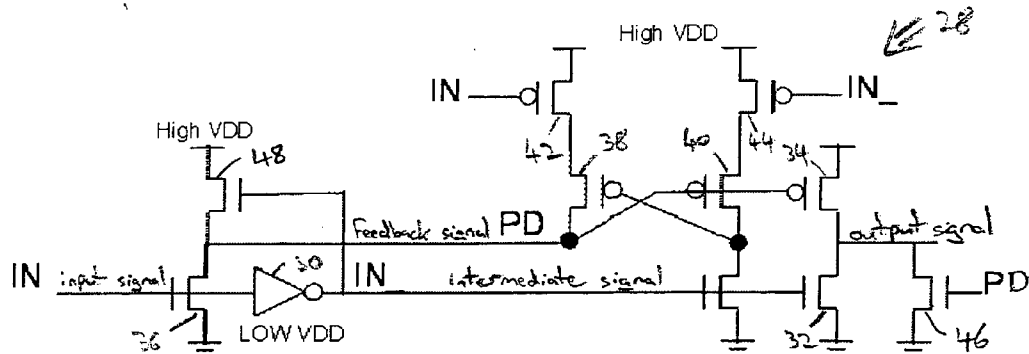 28
High VDD
IN
IN_
42
38
40
44
34
High VDD
48
Feedback signal PD
output signal
IN input signal
30
IN_ intermediate signal
PD
36
LOW VDD
32
46